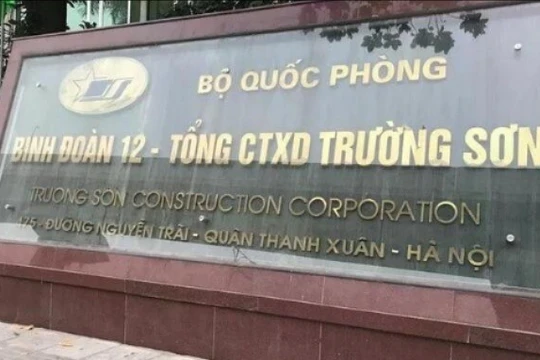 BỘ QUỐC PHÒNG
BINH ĐOÀN 12 - TỔNG CTXD TRƯỜNG SƠN
TRUONG SON CONSTRUCTION CORPORATION
175 - ĐƯỜNG NGUYỄN TRÃI - QUẬN THANH XUÂN - HÀ NỘI